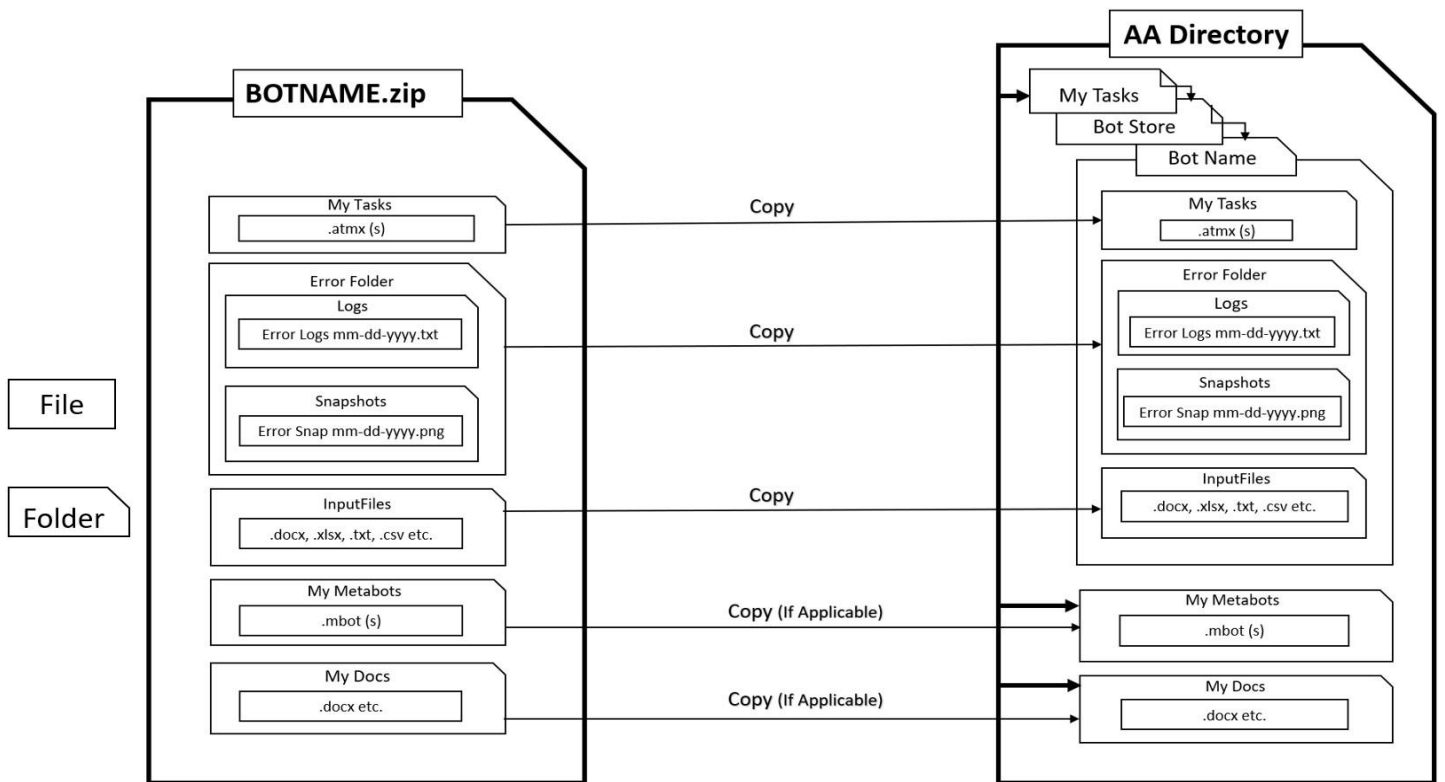 AA Directory
BOTNAME.zip
My Tasks
Bot Store
Bot Name
My Tasks
.atmx (s)
Copy
My Tasks
.atmx (s)
Error Folder
Logs
Error Logs mm-dd-yyyy.txt
Snapshots
Error Snap mm-dd-yyyy.png
Copy
Error Folder
Logs
Error Logs mm-dd-yyyy.txt
Snapshots
Error Snap mm-dd-yyyy.png
File
Folder
InputFiles
.docx, .xlsx, .txt, .csv etc.
Copy
InputFiles
.docx, .xlsx, .txt, .csv etc.
My Metabots
.mbot (s)
Copy (If Applicable)
My Metabots
.mbot (s)
My Docs
.docx etc.
Copy (If Applicable)
My Docs
.docx etc.